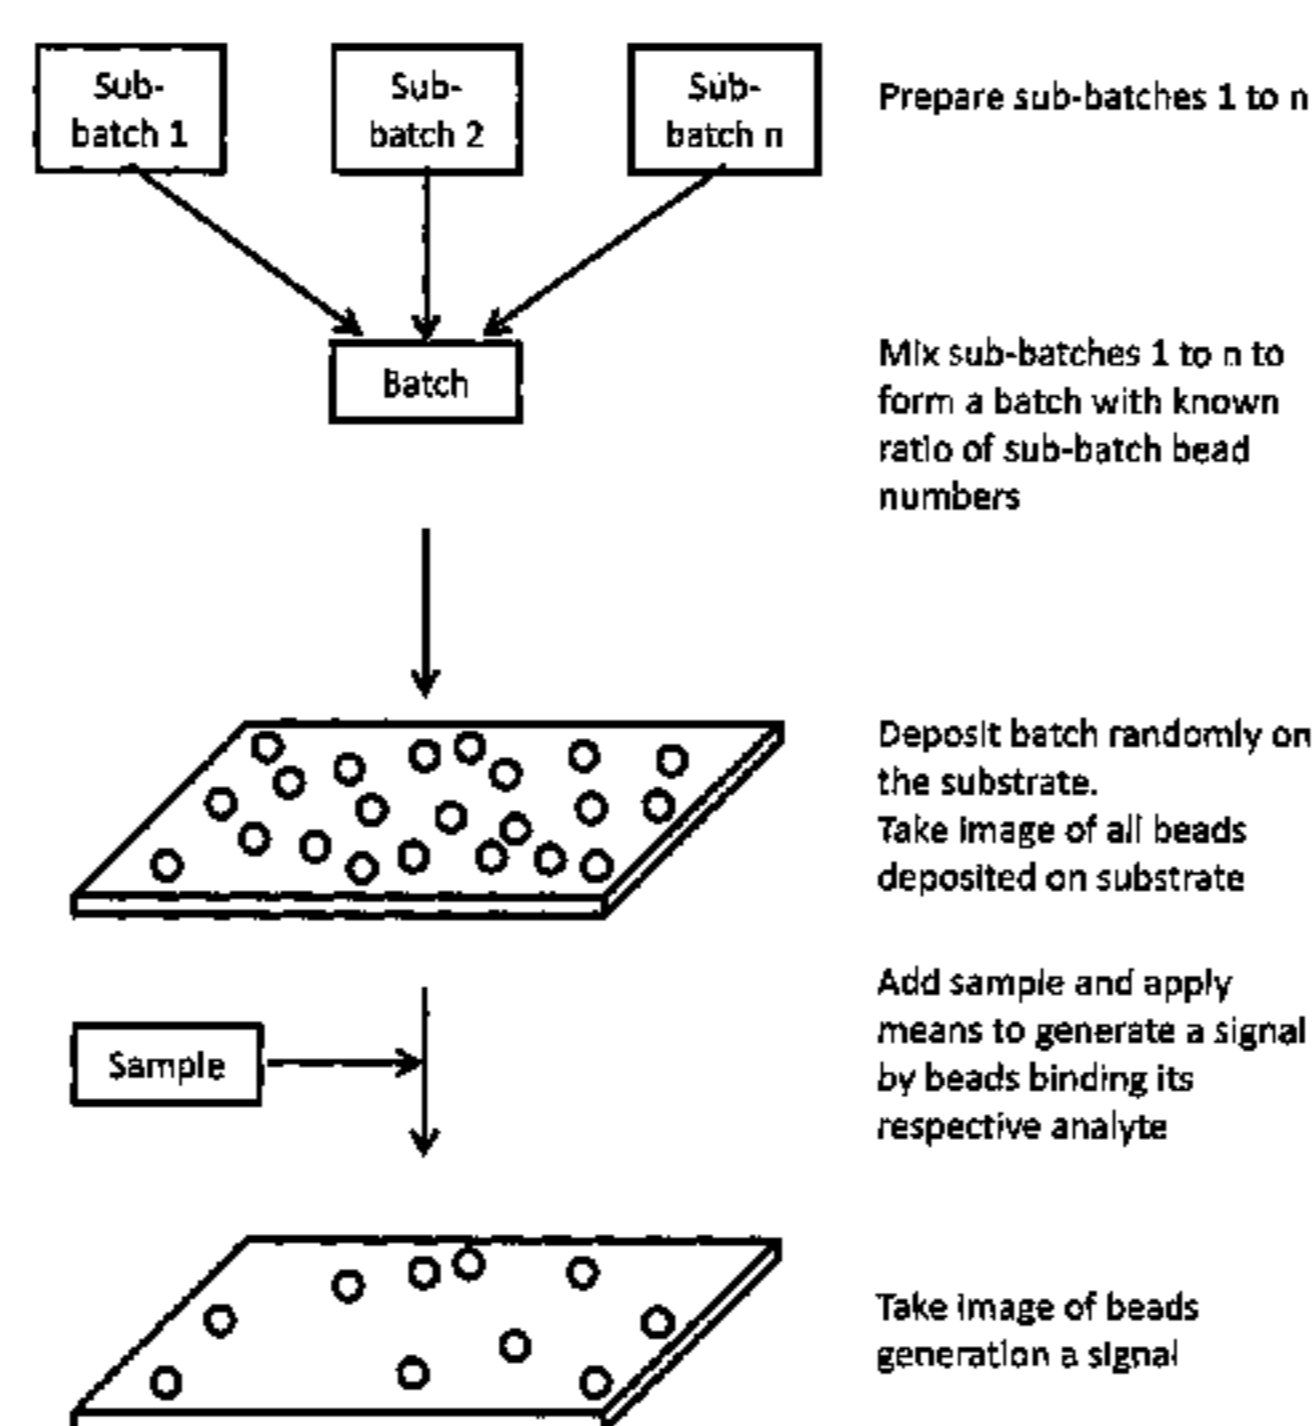 Sub-
batch 1
Sub-
batch 2
Sub-
batch n
Prepare sub-batches 1 to n
Batch
Mix sub-batches 1 to n to
form a batch with known
ratio of sub-batch bead
numbers
Deposit batch randomly on
the substrate.
Take image of all beads
deposited on substrate
Sample
Add sample and apply
means to generate a signal
by beads binding its
respective analyte
Take image of beads
generation a signal